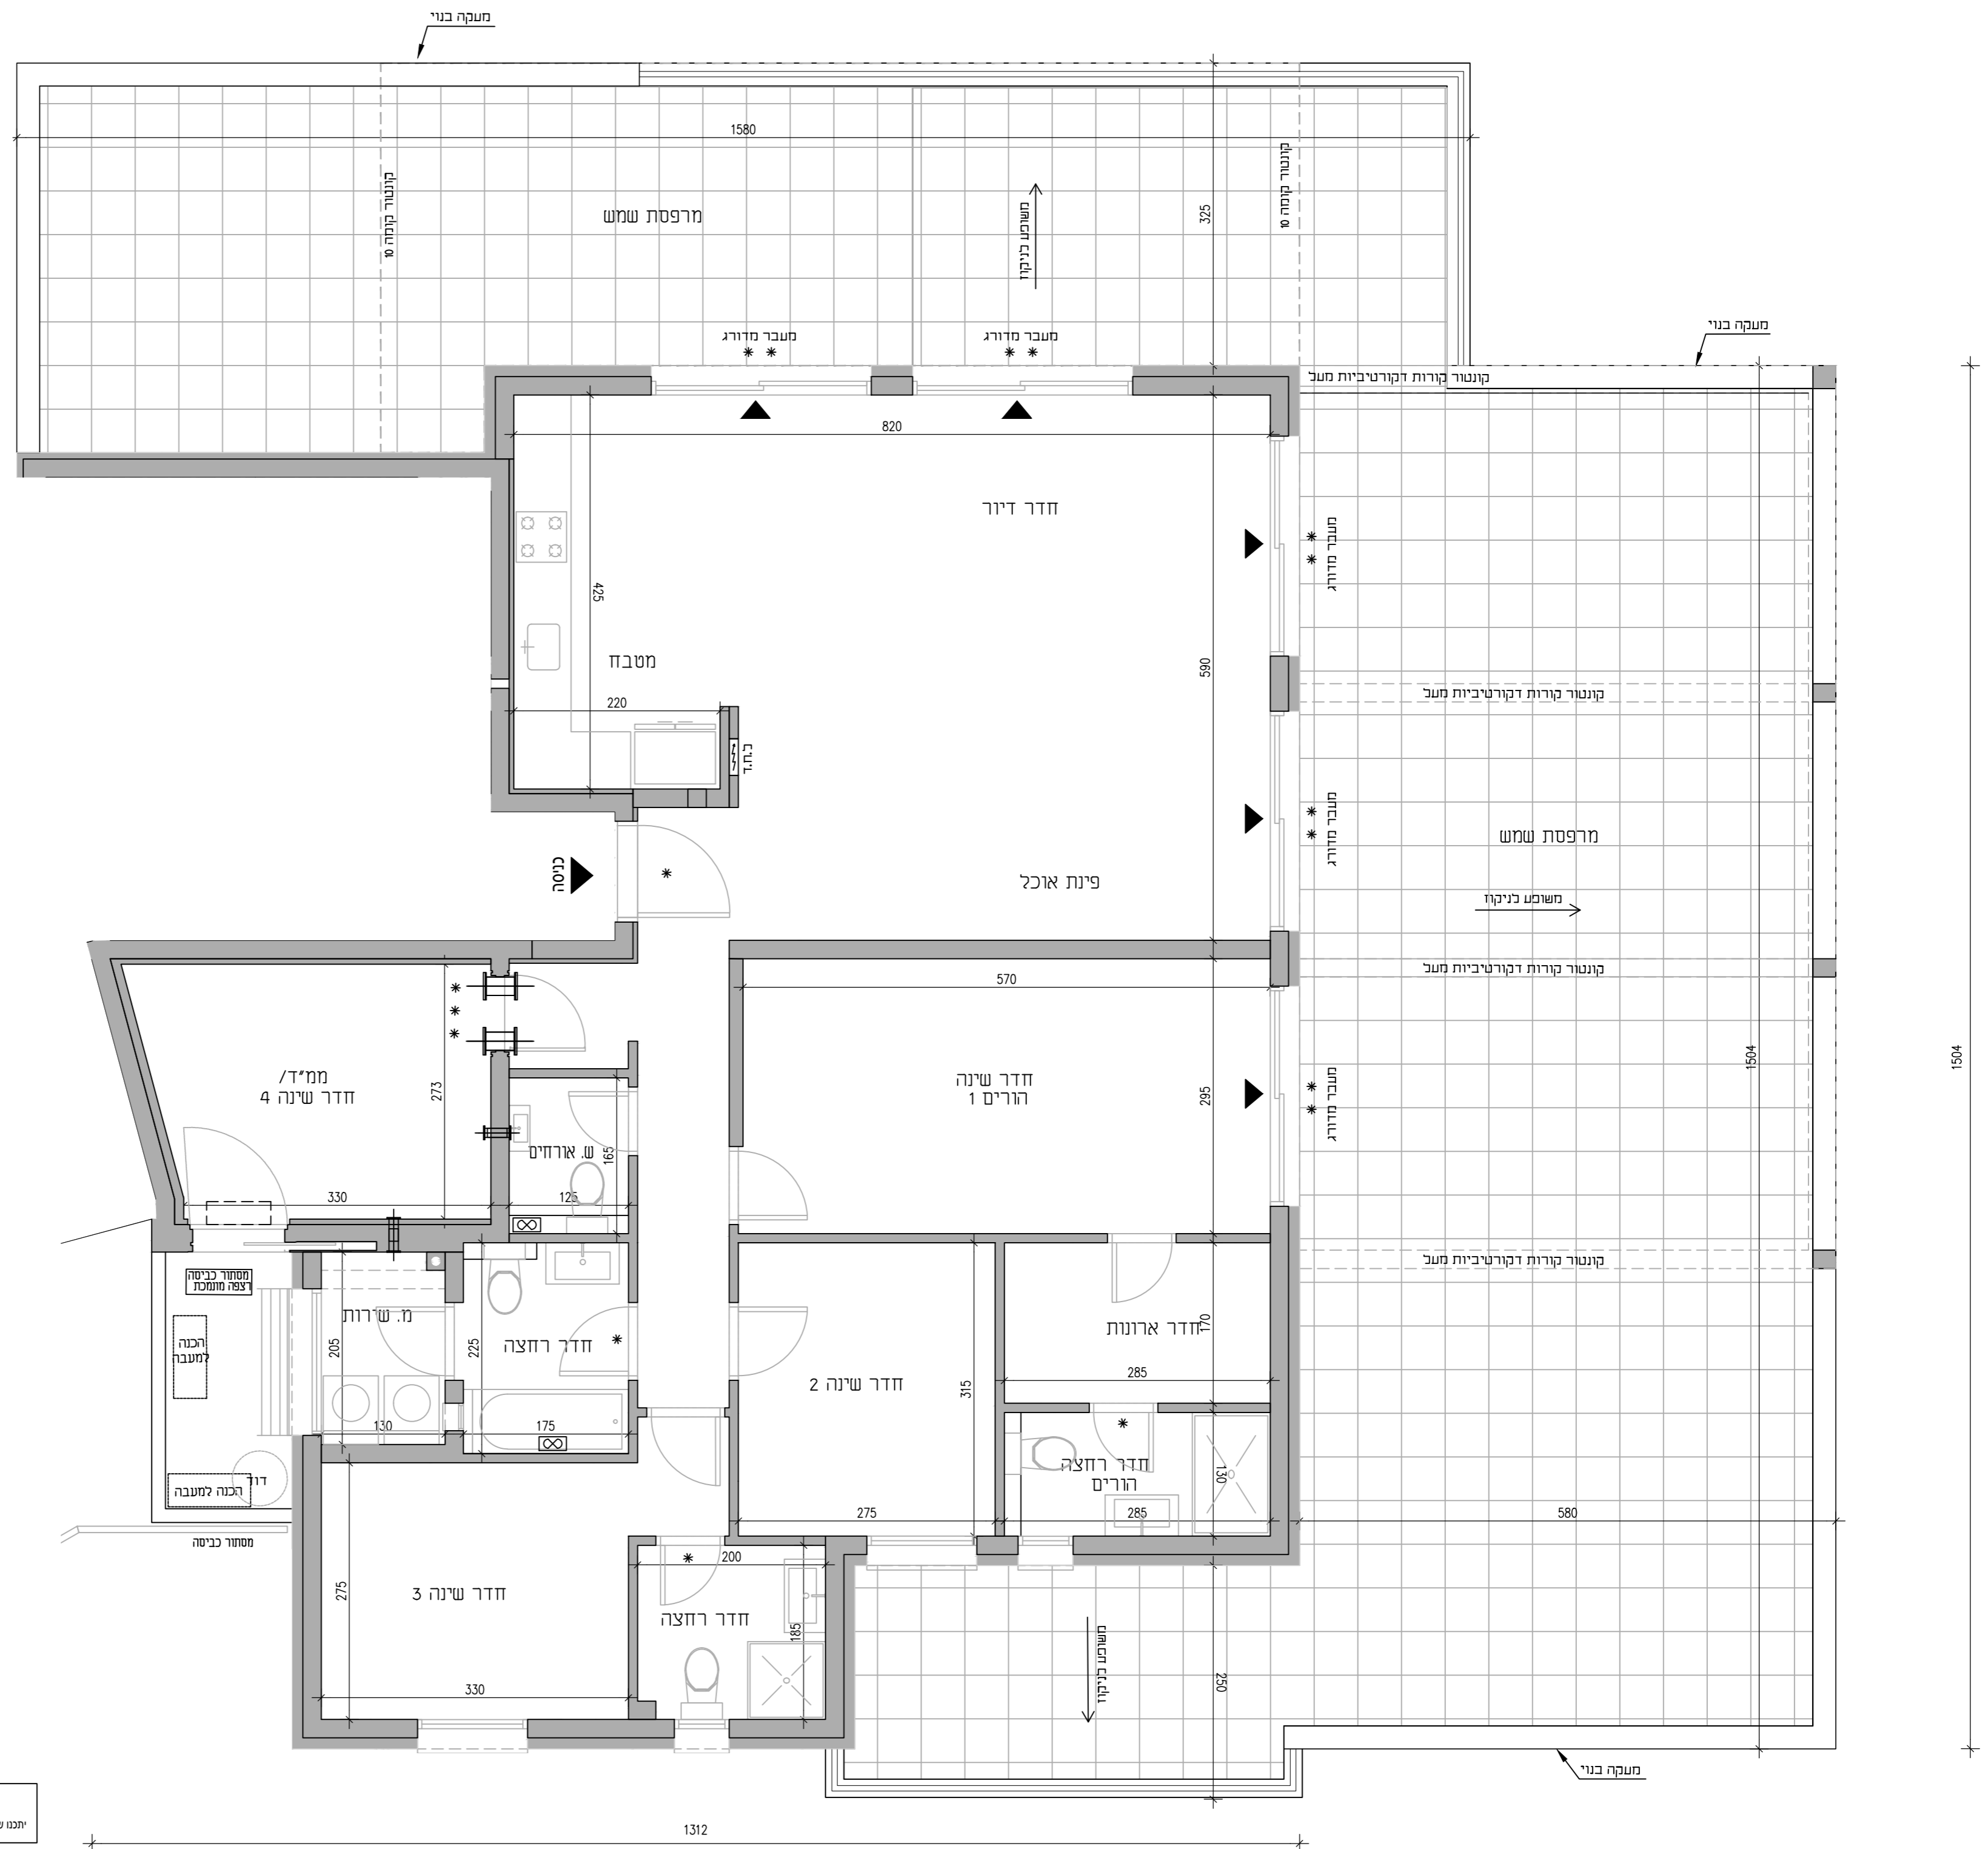 מעקה בנוי
1580
קונטור קומה 10
מרפסת שמש
משופע לניקוז
325
קונטור קומה 10
מעבר מדורג
* *
מעבר מדורג
* *
מעקה בנוי
קונטור קורות דקורטיביות מעל
820
חדר דיור
מעבר מדורג
* *
425
מטבח
590
220
ל.ח.ד
קונטור קורות דקורטיביות מעל
מעבר מדורג
* *
מרפסת שמש
כניסה
*
פינת אוכל
משופע לניקוז
קונטור קורות דקורטיביות מעל
570
* * *
273
ממ״ד/
חדר שינה 4
חדר שינה
הורים 1
295
מעבר מדורג
* *
1504
1504
ש. אורחים
165
330
125
קונטור קורות דקורטיביות מעל
מסתור כביסה
רצפה מונמכת
מ. שירות
205
הכנה
למעבה
225
חדר רחצה
*
חדר ארונות
170
285
חדר שינה 2
315
130
175
*
חדר רחצה
הורים
130
דוד
הכנה למעבה
275
285
580
מסתור כביסה
*
200
275
חדר שינה 3
חדר רחצה
185
משופע לניקוז
250
330
מעקה בנוי
יתכנו ש
1312